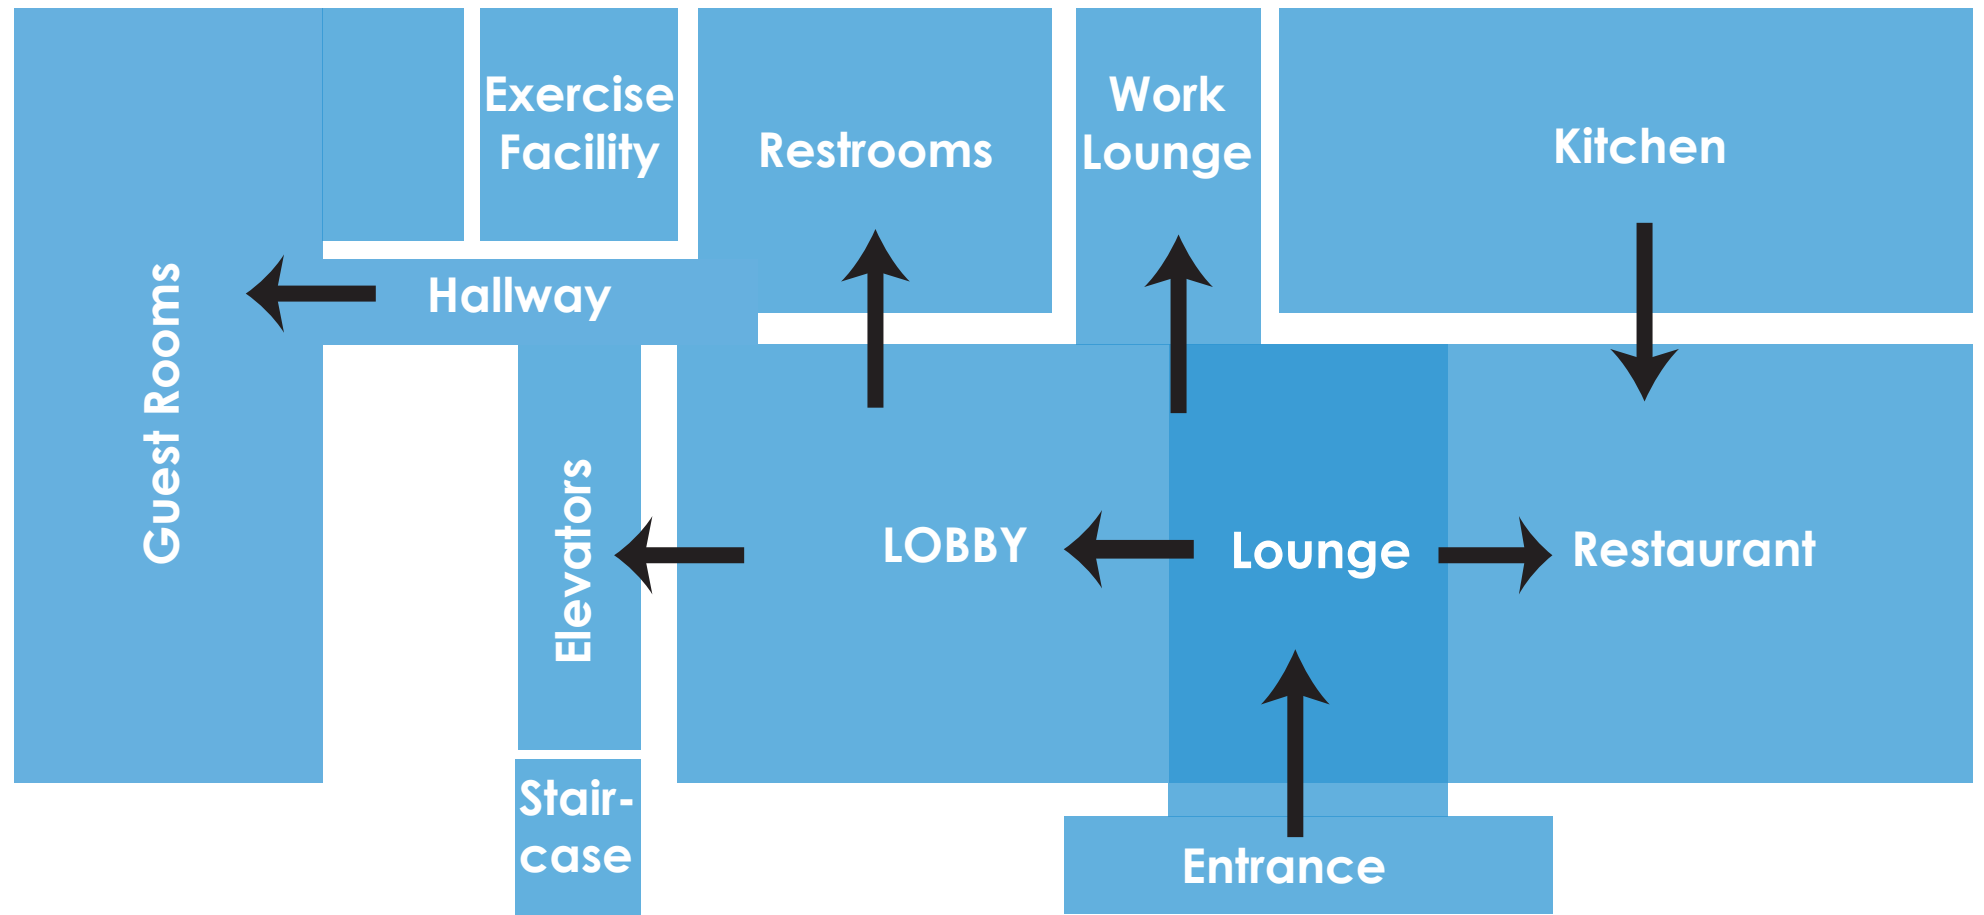 Exercise
Facility
Restrooms
Work
Lounge
Kitchen
Hallway
Guest Rooms
Elevators
LOBBY
Lounge
Restaurant
Stair-
case
Entrance